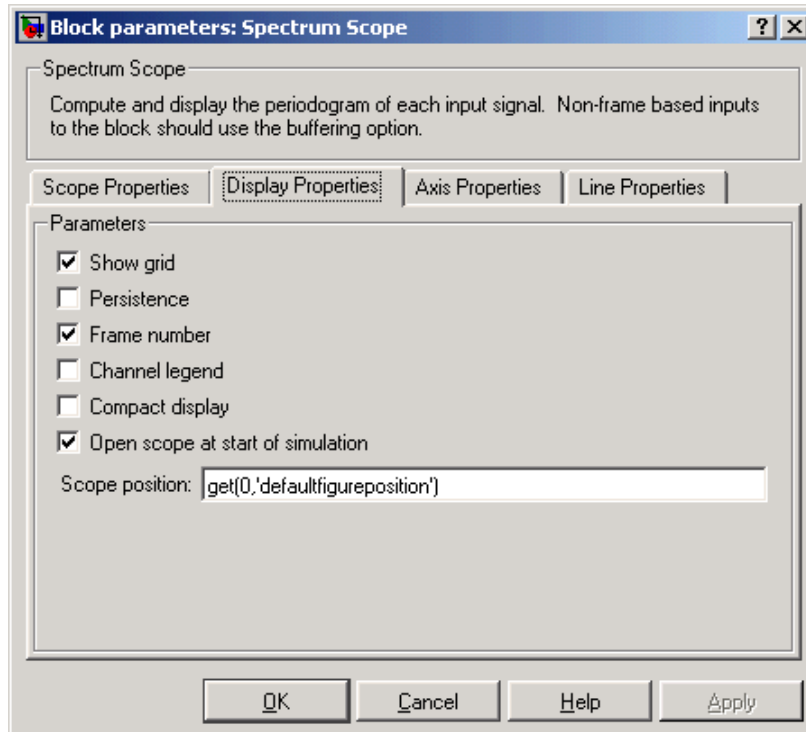 Block parameters: Spectrum Scope
Spectrum Scope
Compute and display the periodogram of each input signal.  Non-frame based inputs
to the block should use the buffering option.
Scope Properties Display Properties Axis Properties Line Properties
Parameters
Show grid
Persistence
Frame number
Channel legend
Compact display
Open scope at start of simulation
Scope position: get(0,'defaultfigureposition')
OK Cancel Help Apply